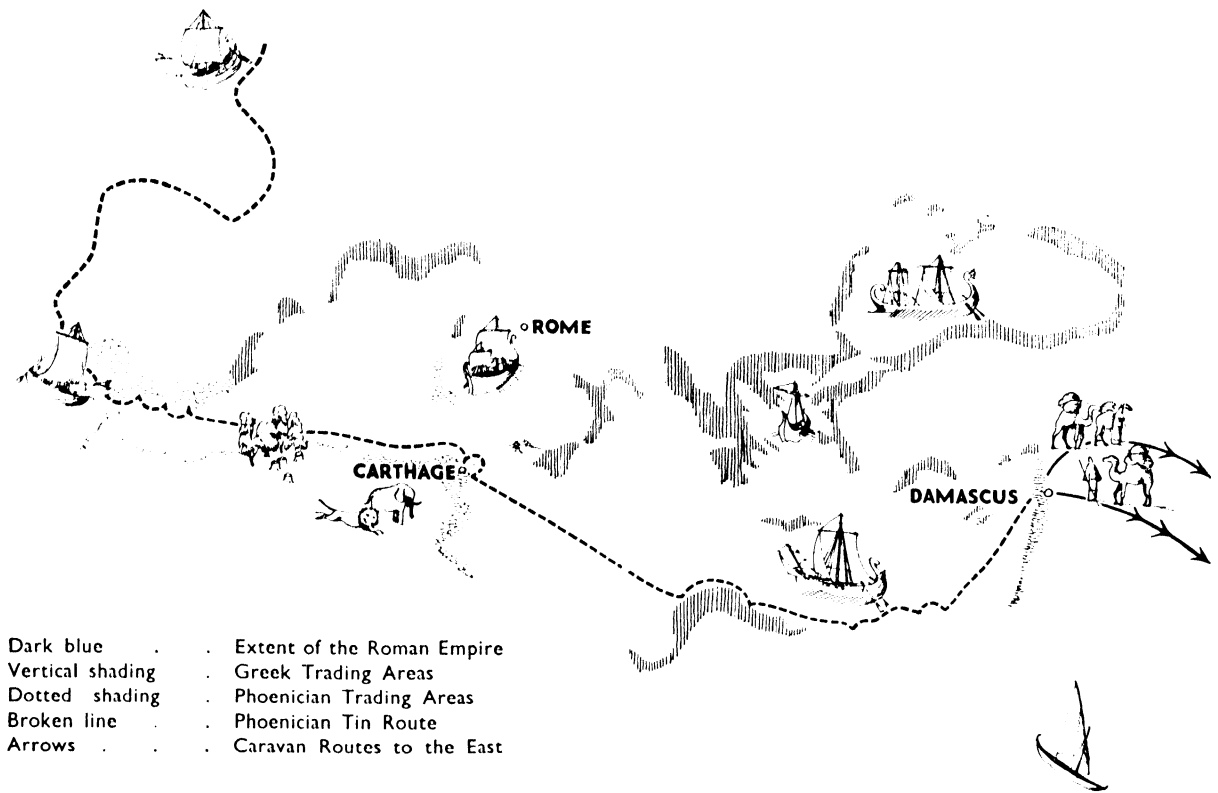 ROME
CARTHAGE
DAMASCUS
Dark blue . . Extent of the Roman Empire
Vertical shading . Greek Trading Areas
Dotted shading . Phoenician Trading Areas
Broken line . . Phoenician Tin Route
Arrows . . . Caravan Routes to the East